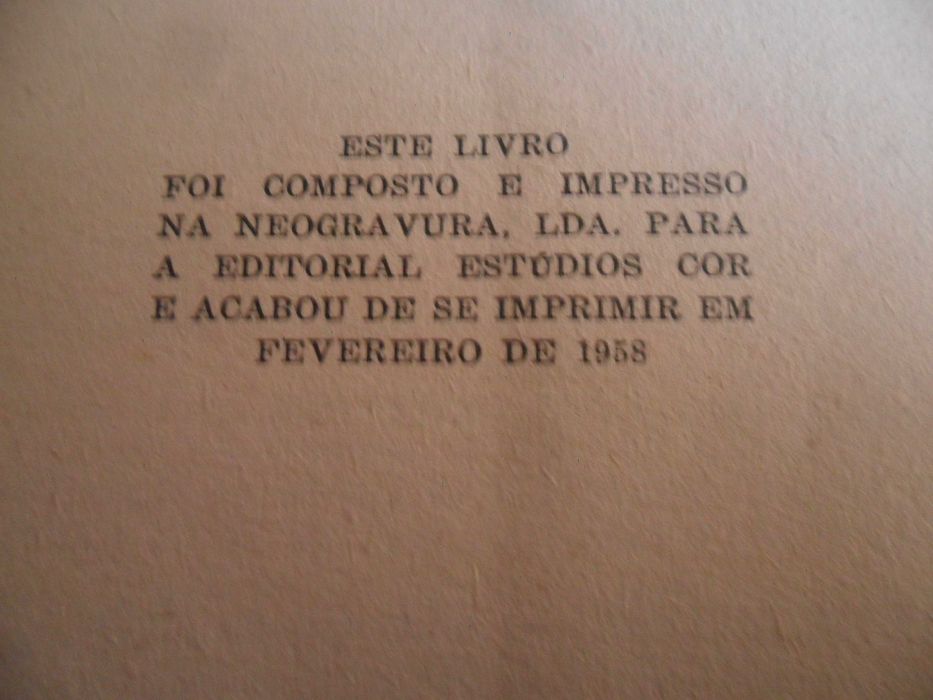 ESTE LIVRO
FOI COMPOSTO E IMPRESSO
NA NEOGRAVURA, LDA. PARA
A EDITORIAL ESTÚDIOS COR
E ACABOU DE SE IMPRIMIR EM
FEVEREIRO DE 1958